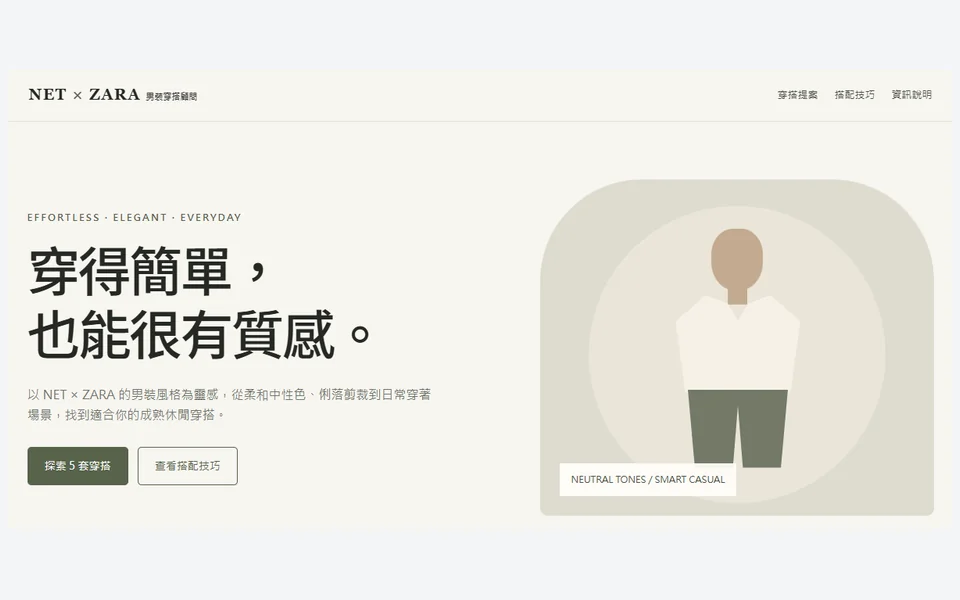 NET × ZARA 男裝穿搭顧問
穿搭提案 搭配技巧 資訊說明
EFFORTLESS · ELEGANT · EVERYDAY
穿得簡單，
也能很有質感。
以 NET × ZARA 的男裝風格為靈感，從柔和中性色、俐落剪裁到日常穿著
場景，找到適合你的成熟休閒穿搭。
探索 5 套穿搭
查看搭配技巧
NEUTRAL TONES / SMART CASUAL